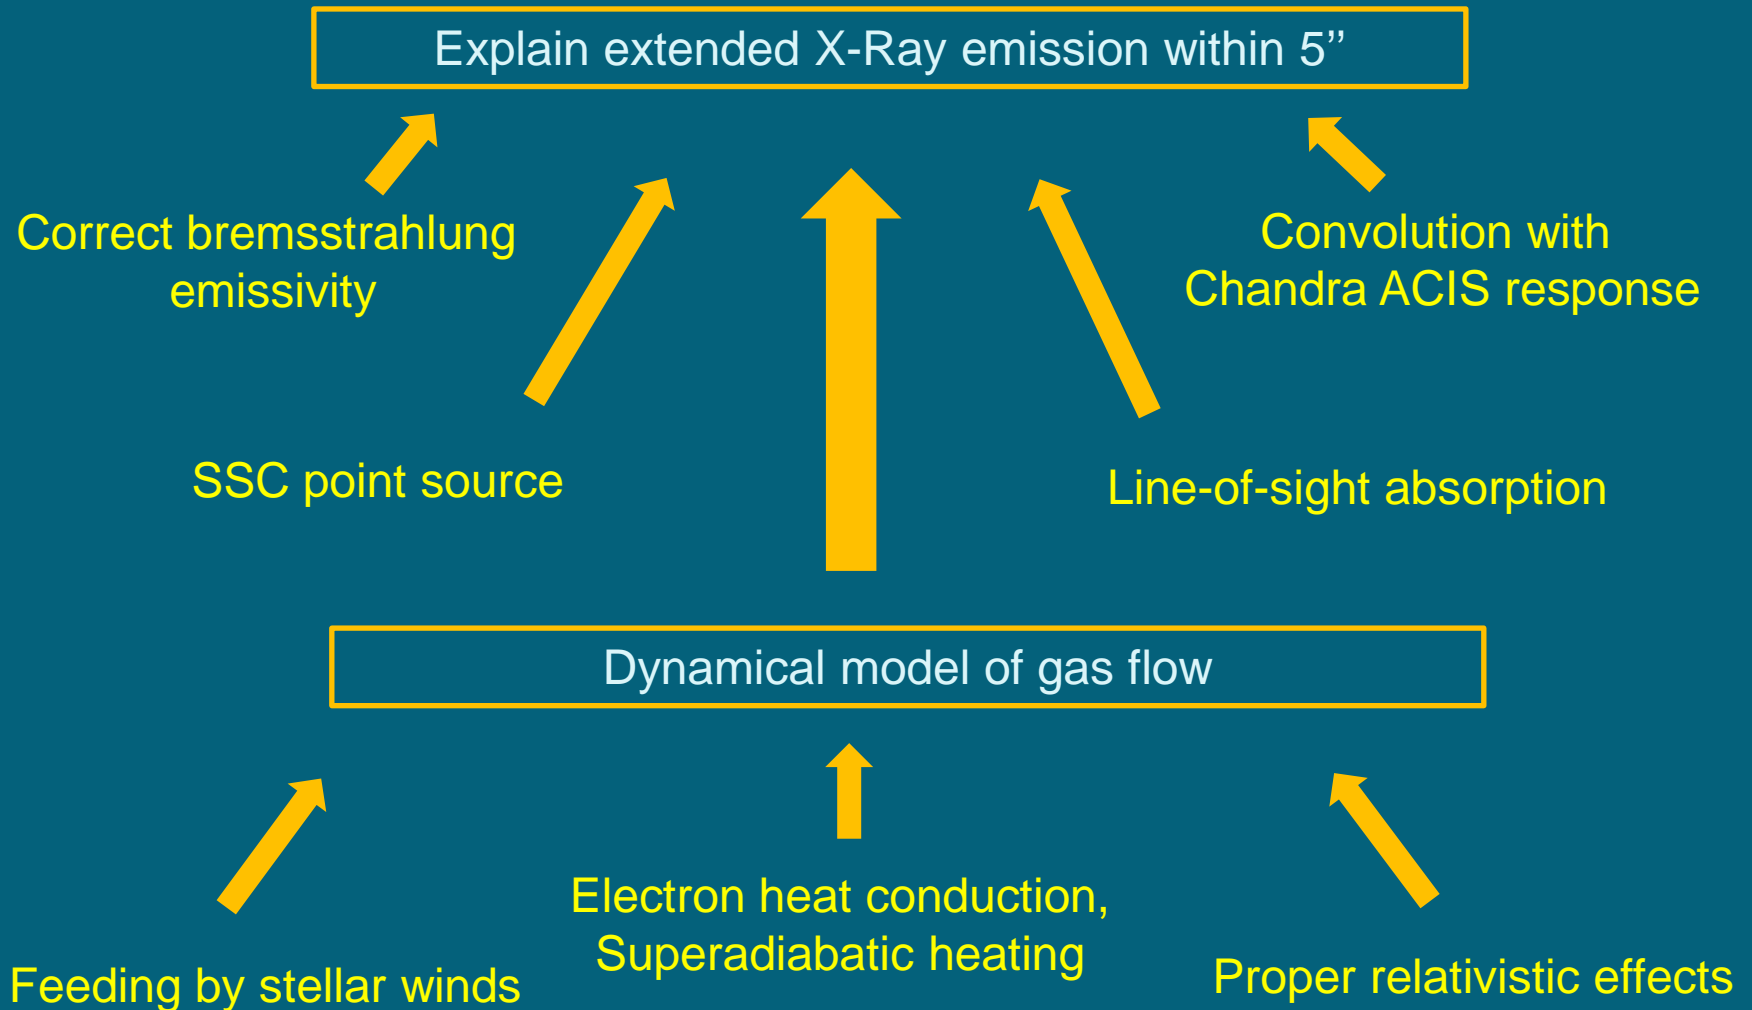 Explain extended X-Ray emission within 5’’
Correct bremsstrahlung
emissivity
Convolution with
Chandra ACIS response
SSC point source
Line-of-sight absorption
Dynamical model of gas flow
Electron heat conduction,
Superadiabatic heating
Feeding by stellar winds
Proper relativistic effects